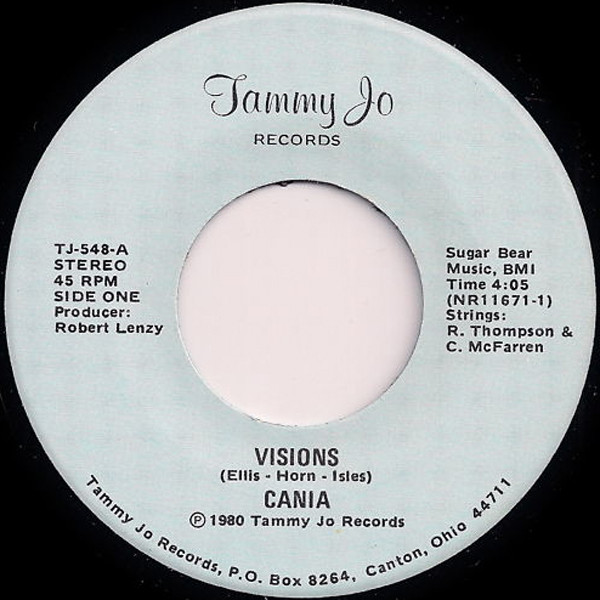 Tammy Jo
RECORDS
TJ-548-A
STEREO
45 RPM
SIDE ONE
Producer:
Robert Lenzy
Sugar Bear
Music, BMI
Time 4:05
(NR11671-1)
Strings:
R. Thompson &
C. McFarren
VISIONS
(Ellis - Horn - Isles)
CANIA
Ⓟ 1980 Tammy Jo Records
Tammy Jo Records, P.O. Box 8264, Canton, Ohio 44711